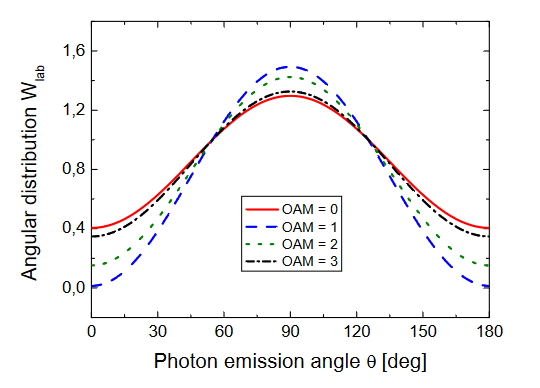 Angular distribution W_lab
1,6
1,2
0,8
0,4
0,0
OAM = 0
OAM = 1
OAM = 2
OAM = 3
0 30 60 90 120 150 180
Photon emission angle θ [deg]